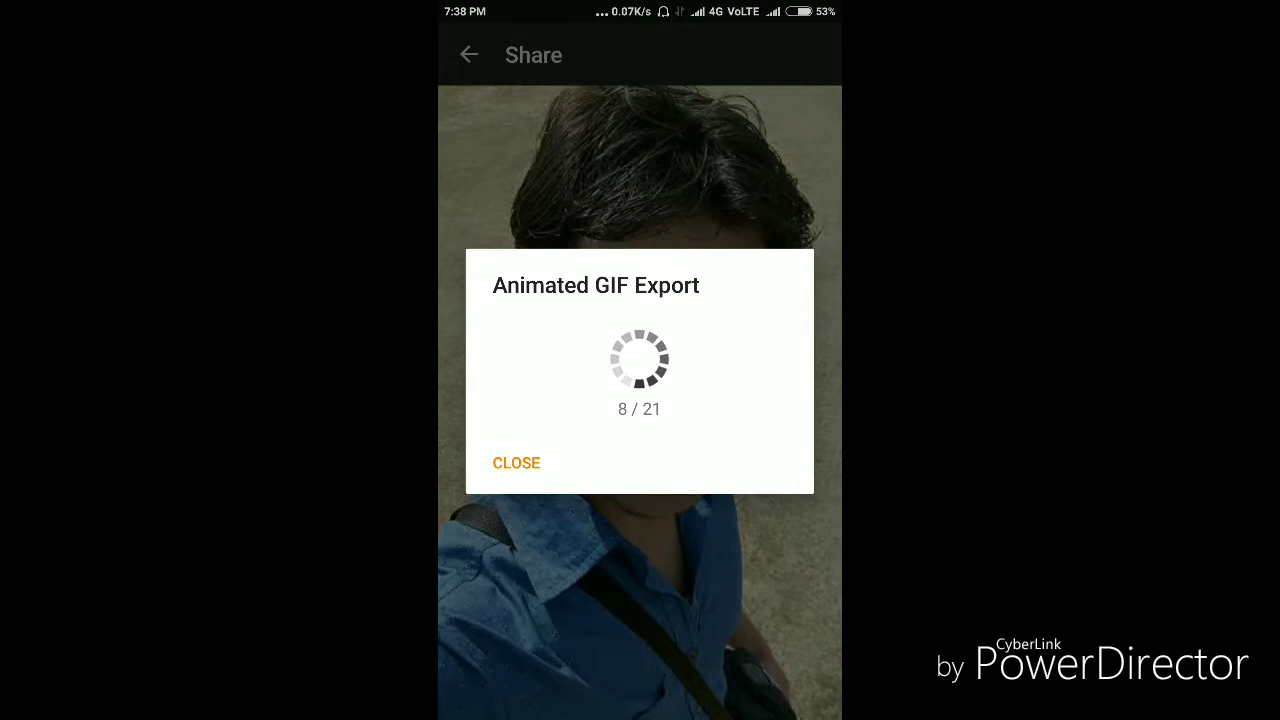 7:38 PM ... 0.07K/s 4G VoLTE 53%
Share
Animated GIF Export
8 / 21
CLOSE
CyberLink
by PowerDirector